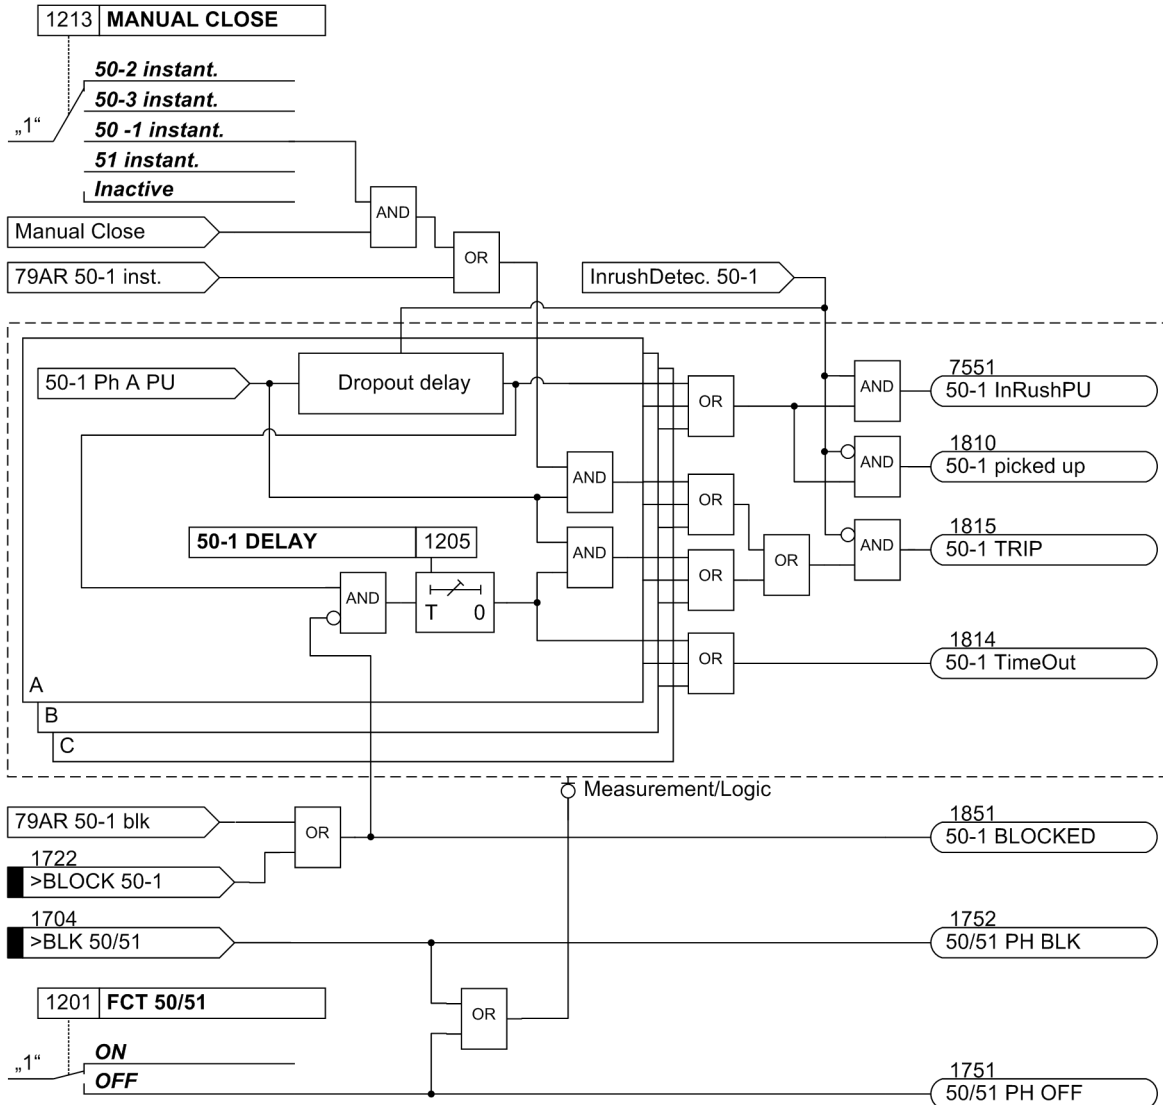 1213 MANUAL CLOSE
50-2 instant.
50-3 instant.
„1“
50 -1 instant.
51 instant.
Inactive
AND
Manual Close
OR
79AR 50-1 inst.
InrushDetec. 50-1
50-1 Ph A PU
Dropout delay
OR
AND
7551
50-1 InRushPU
AND
1810
50-1 picked up
AND
OR
50-1 DELAY 1205
AND
OR
AND
1815
50-1 TRIP
AND
T 0
OR
OR
1814
50-1 TimeOut
A
B
C
Measurement/Logic
79AR 50-1 blk
OR
1851
50-1 BLOCKED
1722
>BLOCK 50-1
1704
>BLK 50/51
1752
50/51 PH BLK
1201 FCT 50/51
OR
„1“
ON
OFF
1751
50/51 PH OFF